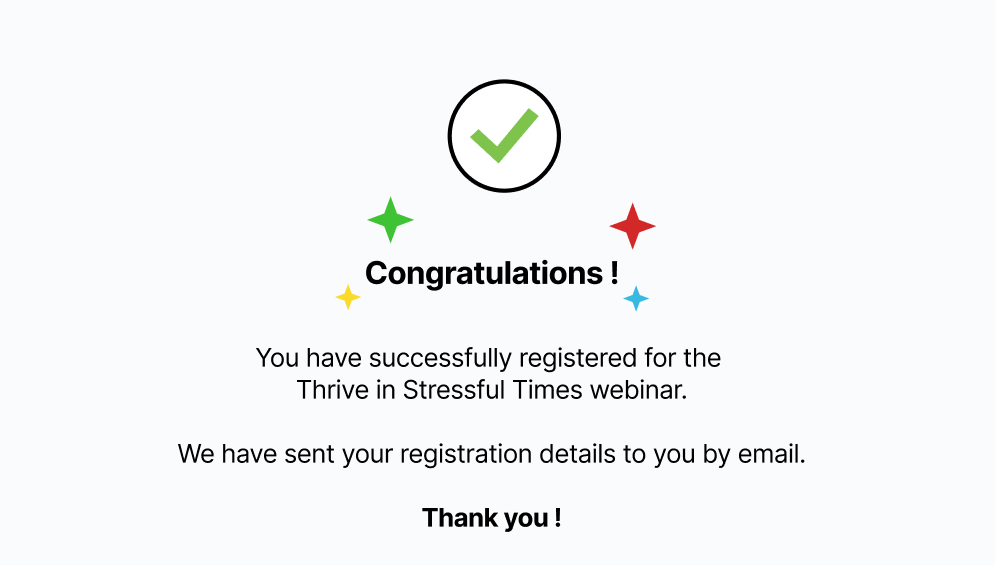 Congratulations !
You have successfully registered for the
Thrive in Stressful Times webinar.
We have sent your registration details to you by email.
Thank you !